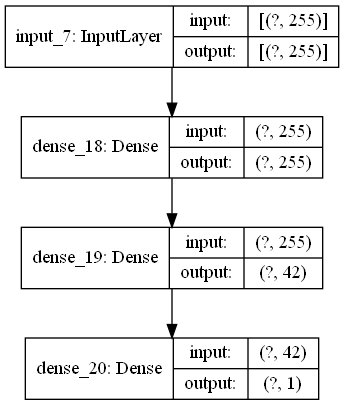 input_7: InputLayer
input: [(?, 255)]
output: [(?, 255)]
dense_18: Dense
input: (?, 255)
output: (?, 255)
dense_19: Dense
input: (?, 255)
output: (?, 42)
dense_20: Dense
input: (?, 42)
output: (?, 1)